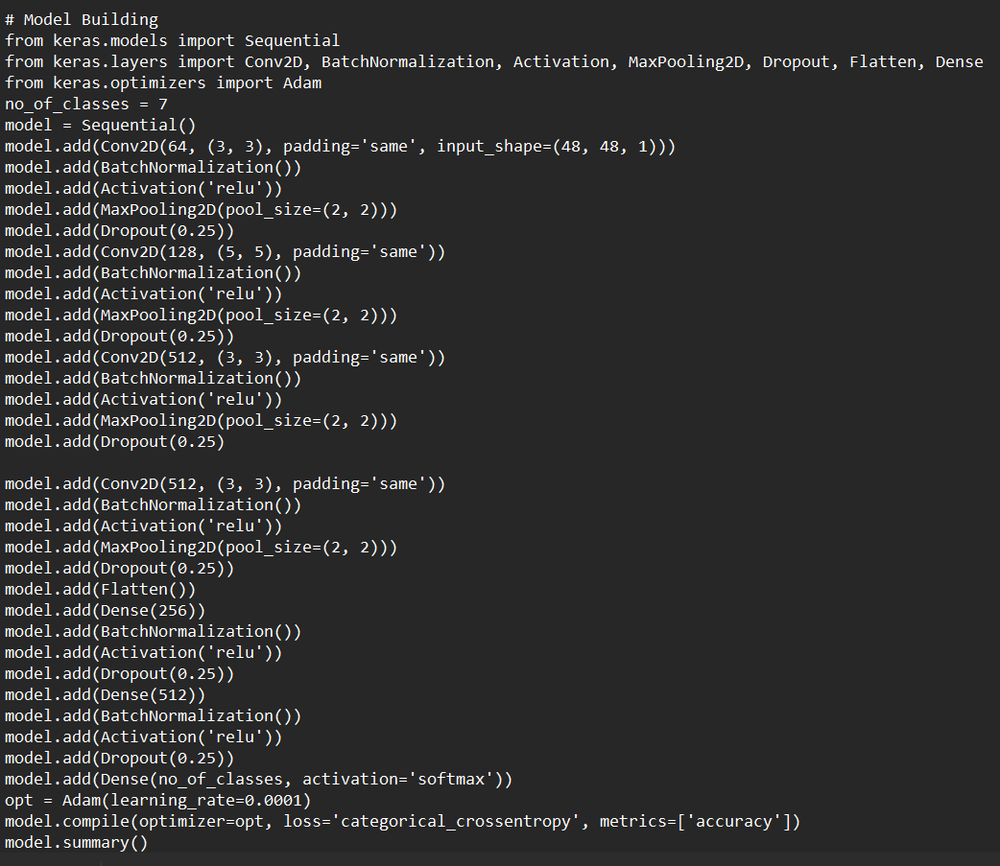 # Model Building
from keras.models import Sequential
from keras.layers import Conv2D, BatchNormalization, Activation, MaxPooling2D, Dropout, Flatten, Dense
from keras.optimizers import Adam
no_of_classes = 7
model = Sequential()
model.add(Conv2D(64, (3, 3), padding='same', input_shape=(48, 48, 1)))
model.add(BatchNormalization())
model.add(Activation('relu'))
model.add(MaxPooling2D(pool_size=(2, 2)))
model.add(Dropout(0.25))
model.add(Conv2D(128, (5, 5), padding='same'))
model.add(BatchNormalization())
model.add(Activation('relu'))
model.add(MaxPooling2D(pool_size=(2, 2)))
model.add(Dropout(0.25))
model.add(Conv2D(512, (3, 3), padding='same'))
model.add(BatchNormalization())
model.add(Activation('relu'))
model.add(MaxPooling2D(pool_size=(2, 2)))
model.add(Dropout(0.25)

model.add(Conv2D(512, (3, 3), padding='same'))
model.add(BatchNormalization())
model.add(Activation('relu'))
model.add(MaxPooling2D(pool_size=(2, 2)))
model.add(Dropout(0.25))
model.add(Flatten())
model.add(Dense(256))
model.add(BatchNormalization())
model.add(Activation('relu'))
model.add(Dropout(0.25))
model.add(Dense(512))
model.add(BatchNormalization())
model.add(Activation('relu'))
model.add(Dropout(0.25))
model.add(Dense(no_of_classes, activation='softmax'))
opt = Adam(learning_rate=0.0001)
model.compile(optimizer=opt, loss='categorical_crossentropy', metrics=['accuracy'])
model.summary()